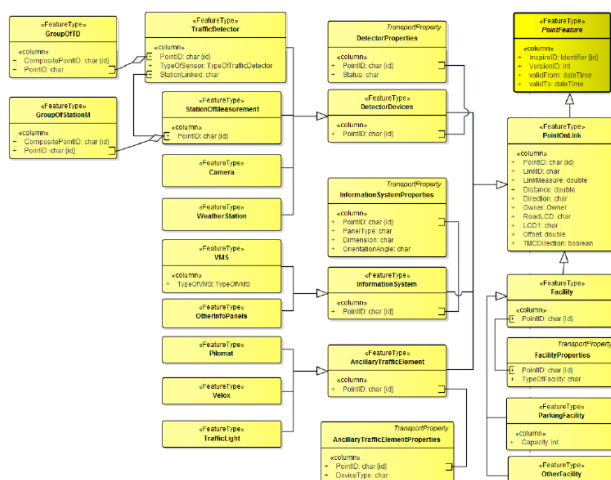 «FeatureType»
GroupOfTD
«column»
+ CompositePointID: char {id}
+ PointID: char {id}
«FeatureType»
GroupOfStationM
«column»
+ CompositePointID: char {id}
+ PointID: char {id}
«FeatureType»
TrafficDetector
«column»
+ PointID: char {id}
+ TypeOfSensor: TypeOfTrafficDetector
+ StationLinked: char
«FeatureType»
StationOfMeasurement
«column»
+ PointID: char {id}
«FeatureType»
Camera
«FeatureType»
WeatherStation
«FeatureType»
VMS
«column»
+ TypeOfVMS: TypeOfVMS
«FeatureType»
OtherInfoPanels
«FeatureType»
Pilomat
«FeatureType»
Velox
«FeatureType»
TrafficLight
TransportProperty
DetectorProperties
«column»
+ PointID: char {id}
+ Status: char
«FeatureType»
DetectorDevices
«column»
+ PointID: char {id}
TransportProperty
InformationSystemProperties
«column»
+ PointID: char {id}
+ PanelType: char
+ Dimension: char
+ OrientationAngle: char
«FeatureType»
InformationSystem
«column»
+ PointID: char {id}
«FeatureType»
AncillaryTrafficElement
«column»
+ PointID: char {id}
TransportProperty
AncillaryTrafficElementProperties
«column»
+ PointID: char {id}
+ DeviceType: char
«FeatureType»
PointFeature
«column»
+ InspireID: Identifier {id}
+ VersionID: int
+ validFrom: dateTime
+ validTo: dateTime
«FeatureType»
PointOnLink
«column»
+ PointID: char {id}
+ LinkID: char
+ LinkMeasure: double
+ Distance: double
+ Direction: char
+ Owner: Owner
+ RoadLCD: char
+ LCD1: char
+ Offset: double
+ TMCDirection: boolean
«FeatureType»
Facility
«column»
+ PointID: char {id}
TransportProperty
FacilityProperties
«column»
+ PointID: char {id}
+ TypeOfFacility: char
«FeatureType»
ParkingFacility
«column»
+ Capacity: int
«FeatureType»
OtherFacility